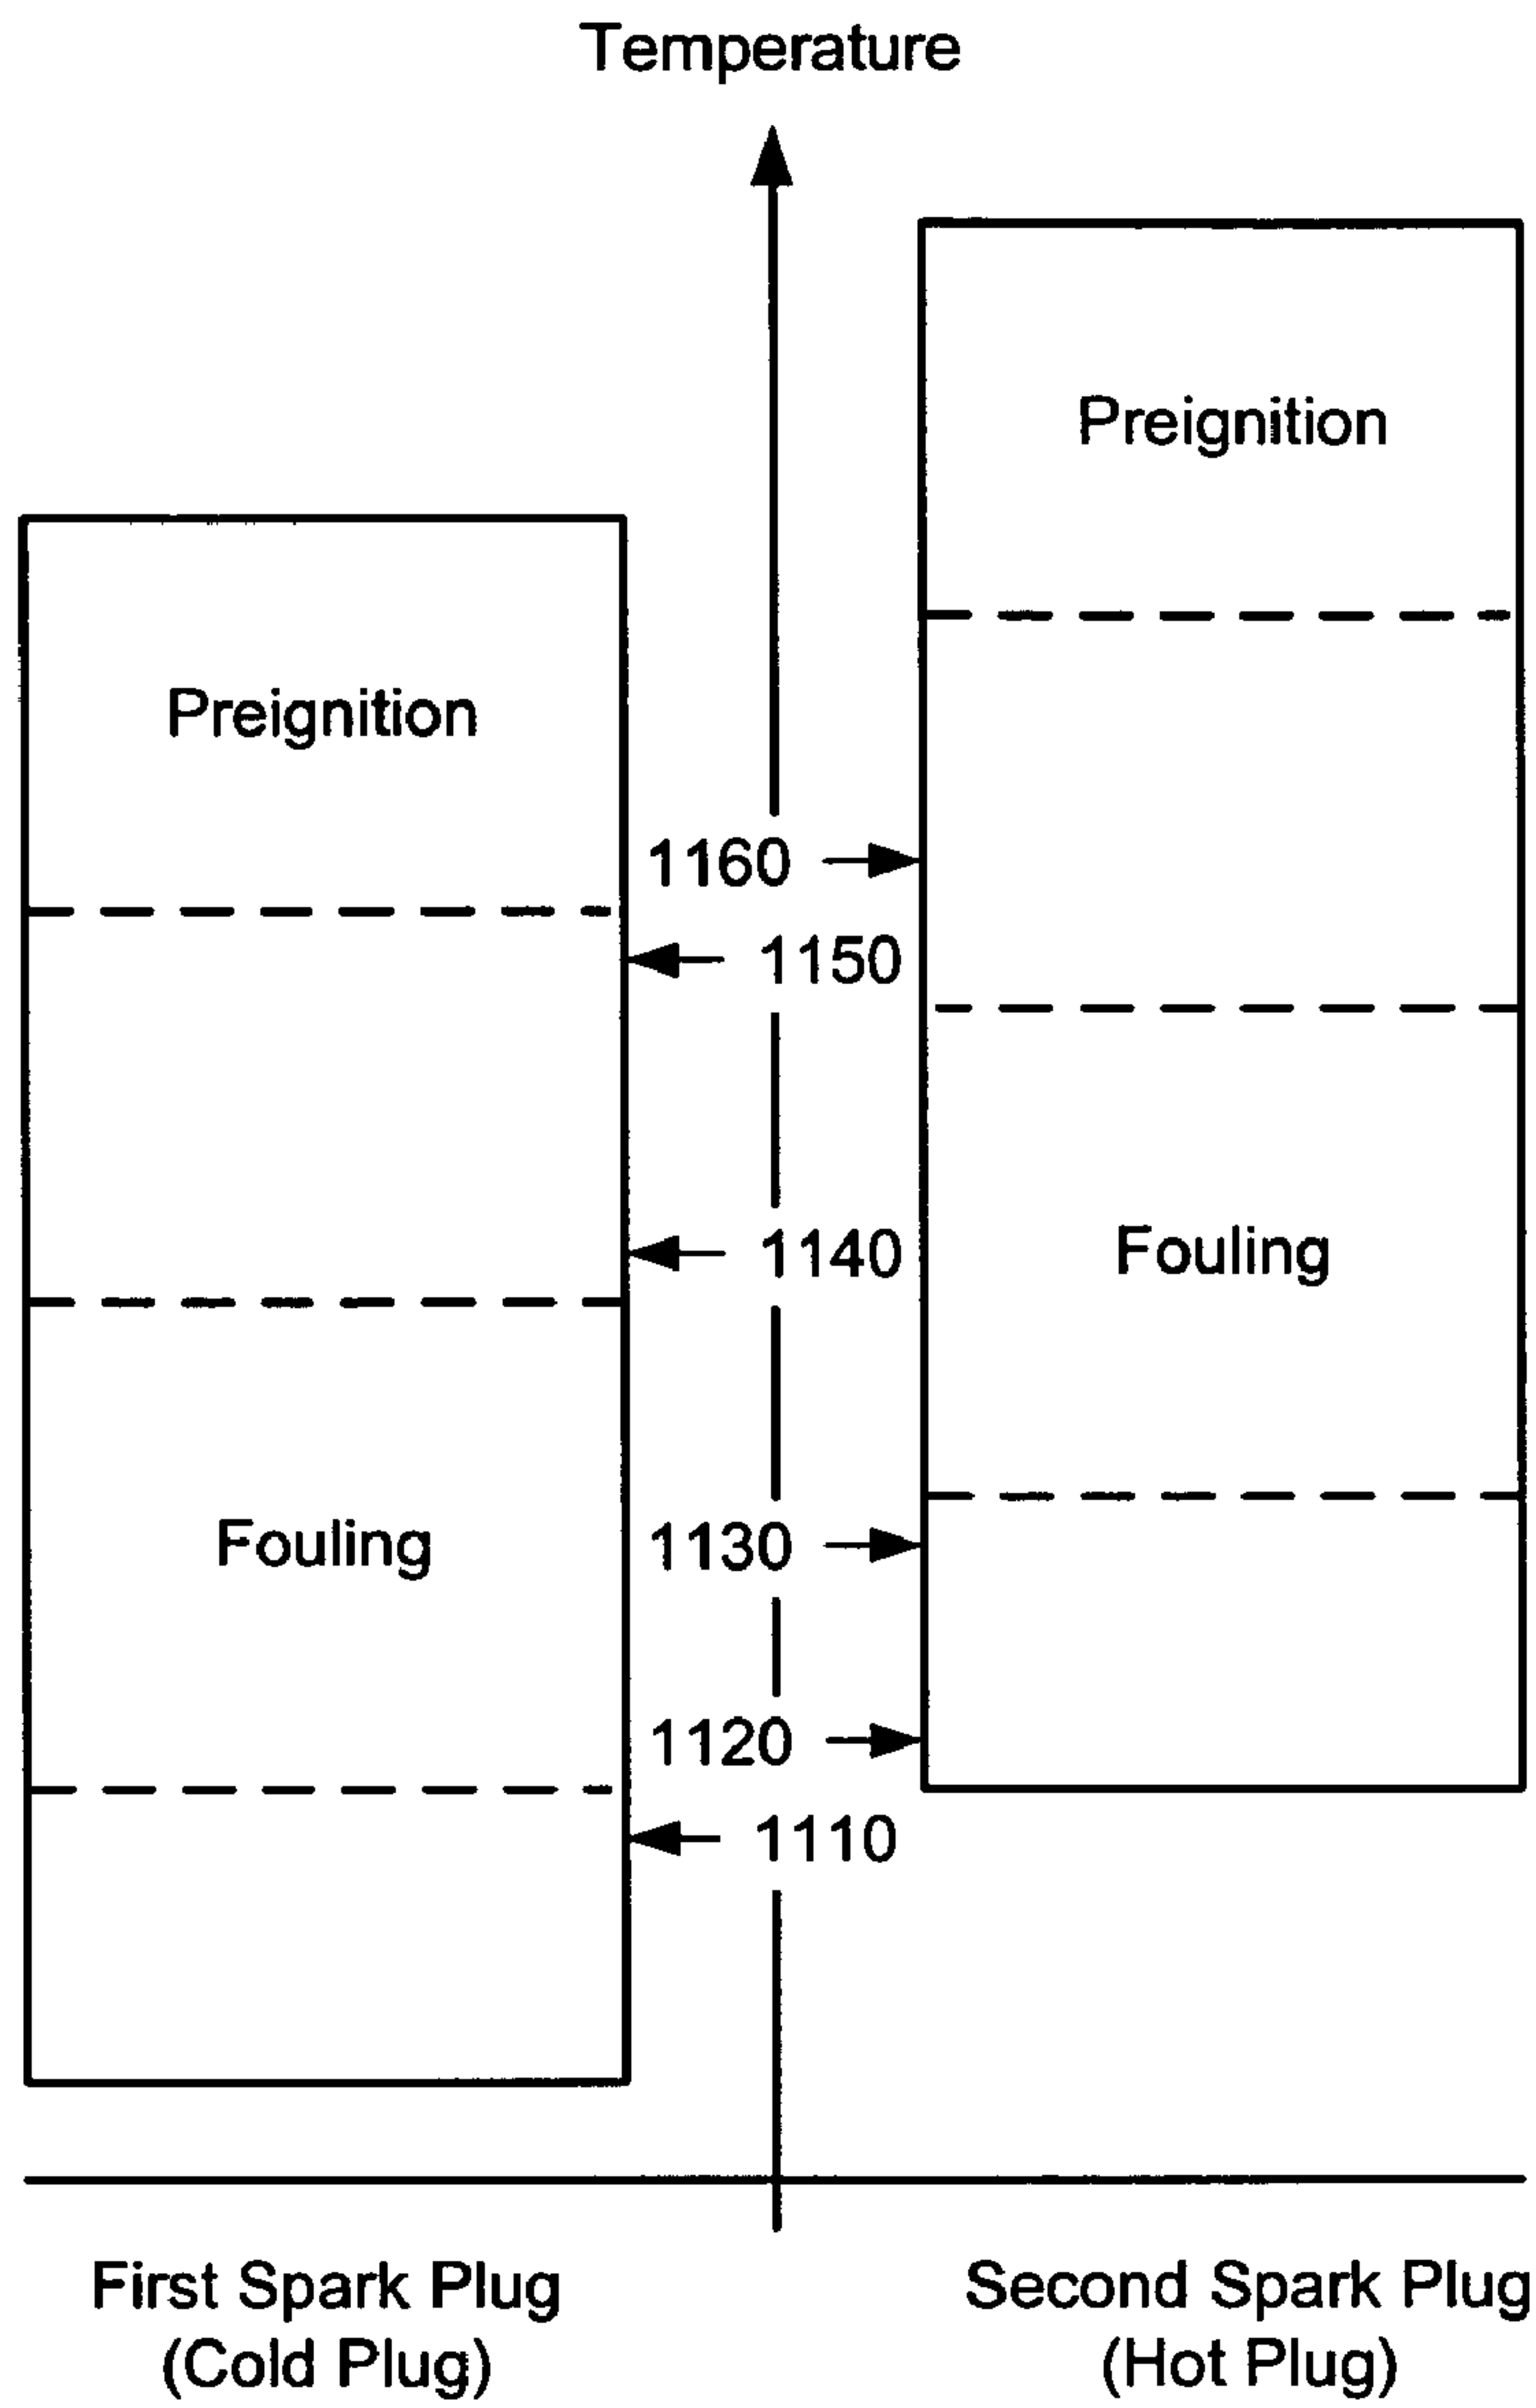 Temperature
Preignition
Preignition
1160
1150
1140
Fouling
Fouling
1130
1120
1110
First Spark Plug
(Cold Plug)
Second Spark Plug
(Hot Plug)